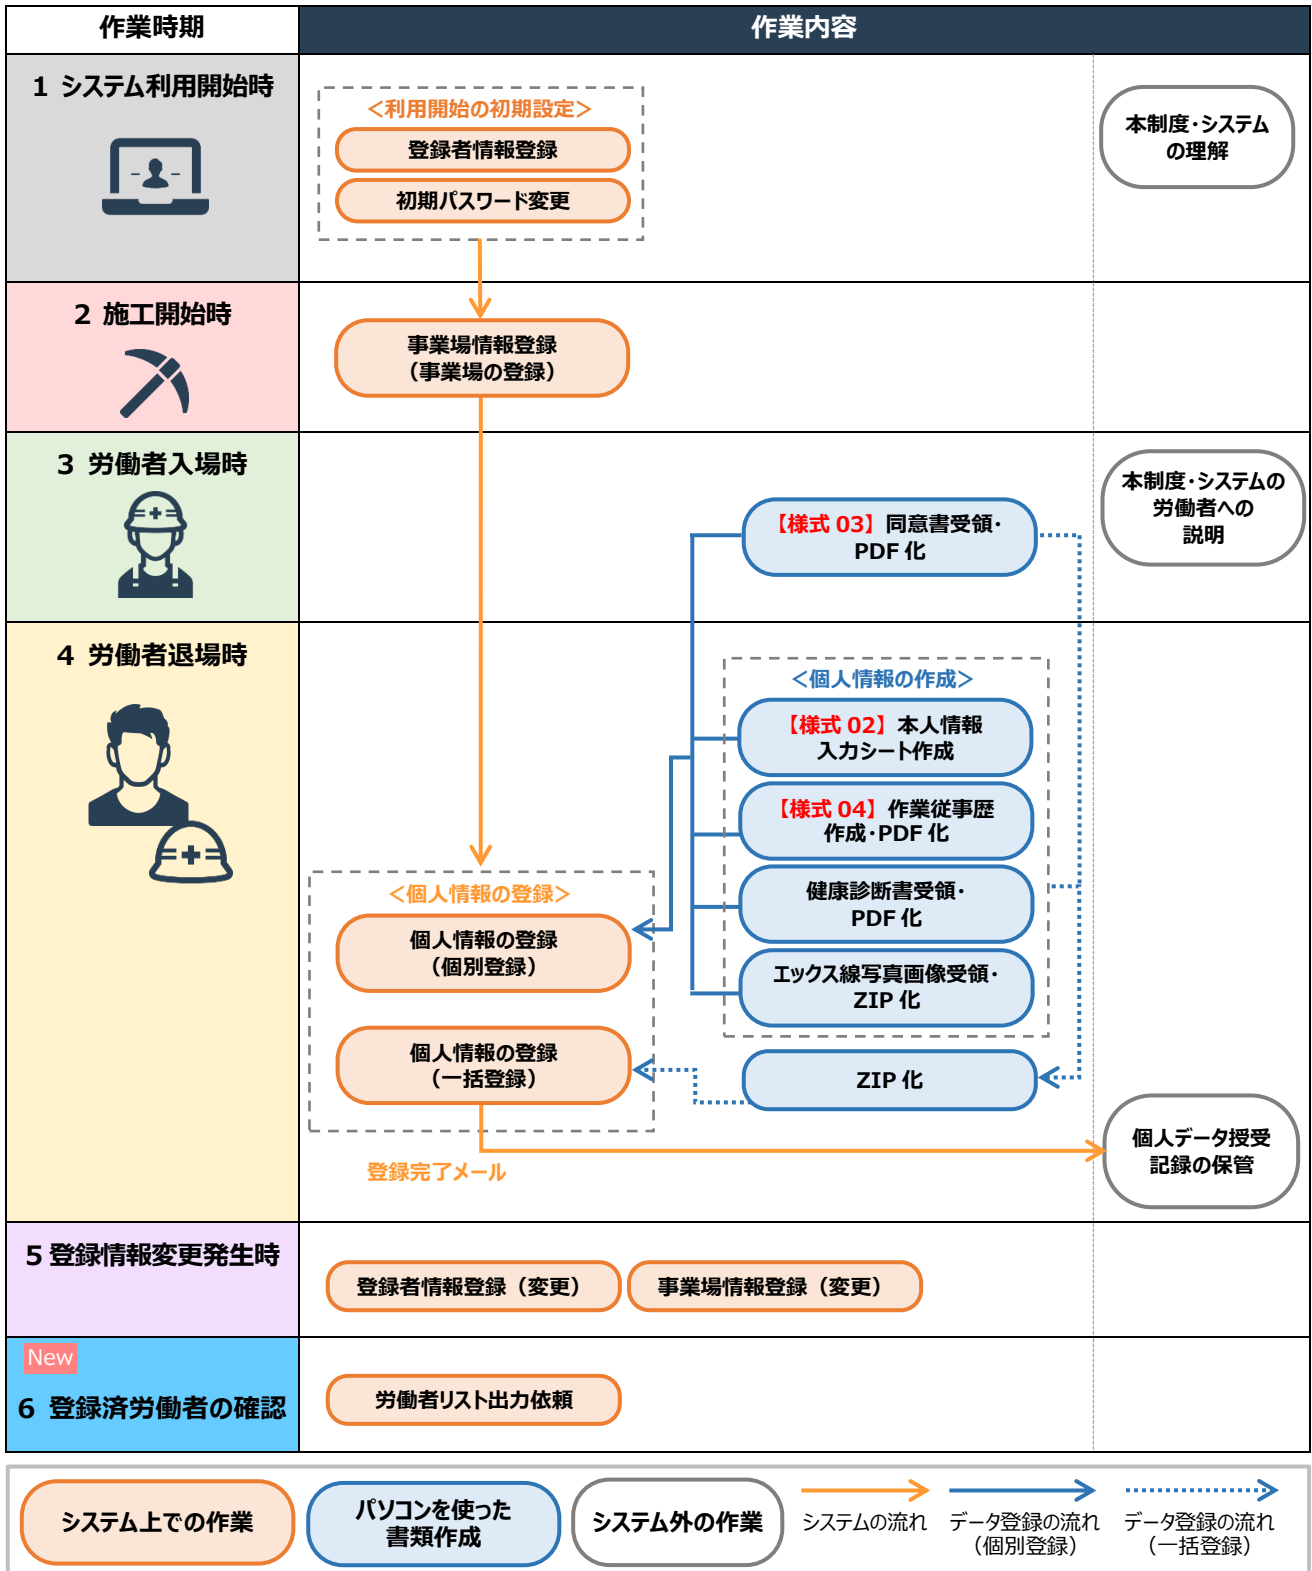 作業時期
作業内容
1 システム利用開始時
＜利用開始の初期設定＞
登録者情報登録
初期パスワード変更
本制度・システム
の理解
2 施工開始時
事業場情報登録
（事業場の登録）
3 労働者入場時
【様式 03】同意書受領・
PDF 化
本制度・システムの
労働者への
説明
4 労働者退場時
＜個人情報の作成＞
【様式 02】本人情報
入力シート作成
【様式 04】作業従事歴
作成・PDF 化
健康診断書受領・
PDF 化
エックス線写真画像受領・
ZIP 化
ZIP 化
＜個人情報の登録＞
個人情報の登録
（個別登録）
個人情報の登録
（一括登録）
登録完了メール
個人データ授受
記録の保管
5 登録情報変更発生時
登録者情報登録（変更）
事業場情報登録（変更）
New
6 登録済労働者の確認
労働者リスト出力依頼
システム上での作業
パソコンを使った
書類作成
システム外の作業
システムの流れ
データ登録の流れ
（個別登録）
データ登録の流れ
（一括登録）